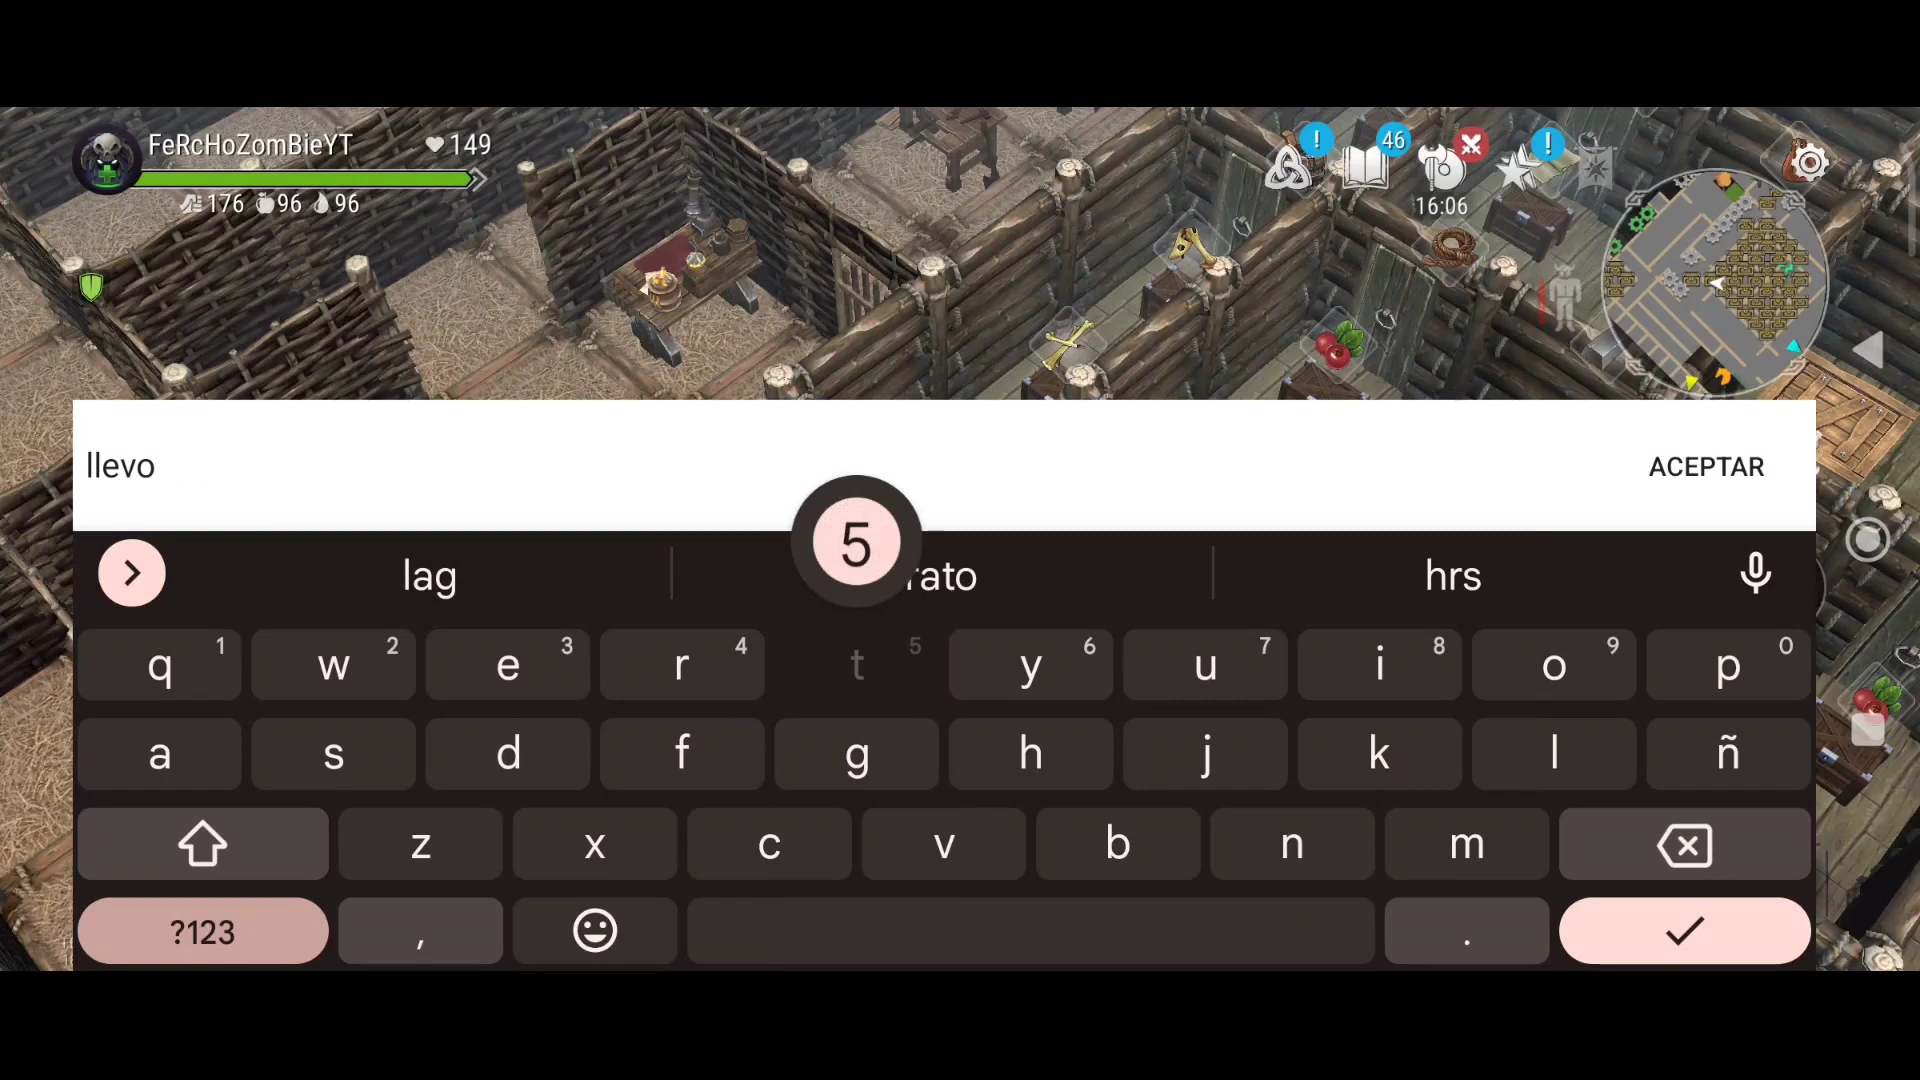 FeRcHoZomBieYT 149
176 96 96
! 46 !
16:06
llevo
ACEPTAR
5
lag rato hrs
q 1 w 2 e 3 r 4 t 5 y 6 u 7 i 8 o 9 p 0
a s d f g h j k l ñ
z x c v b n m
?123 , .